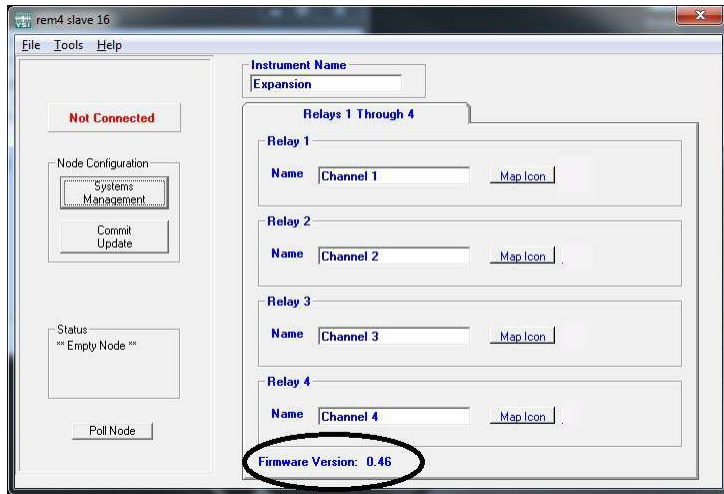 VSI rem4 slave 16 X
File Tools Help
Not Connected
Node Configuration
Systems
Management
Commit
Update
Status
** Empty Node **
Poll Node
Instrument Name
Expansion
Relays 1 Through 4
Relay 1
Name Channel 1 Map Icon
Relay 2
Name Channel 2 Map Icon
Relay 3
Name Channel 3 Map Icon
Relay 4
Name Channel 4 Map Icon
Firmware Version: 0.46